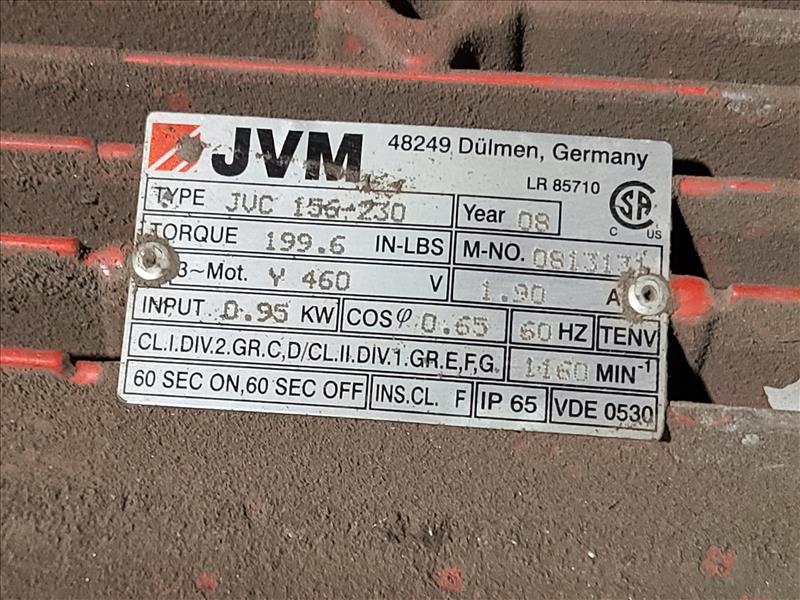 JVM 48249 Dülmen, Germany
LR 85710
SA
C US
TYPE JVC 156-230 Year 08
TORQUE 199.6 IN-LBS M-NO.
3~Mot. Y 460 V 1.90 A
INPUT 0.95 KW COSφ 0.65 60 HZ TENV
CL.I.DIV.2.GR.C,D/CL.II.DIV.1.GR.E,F,G. 1160 MIN-1
60 SEC ON,60 SEC OFF INS.CL. F IP 65 VDE 0530